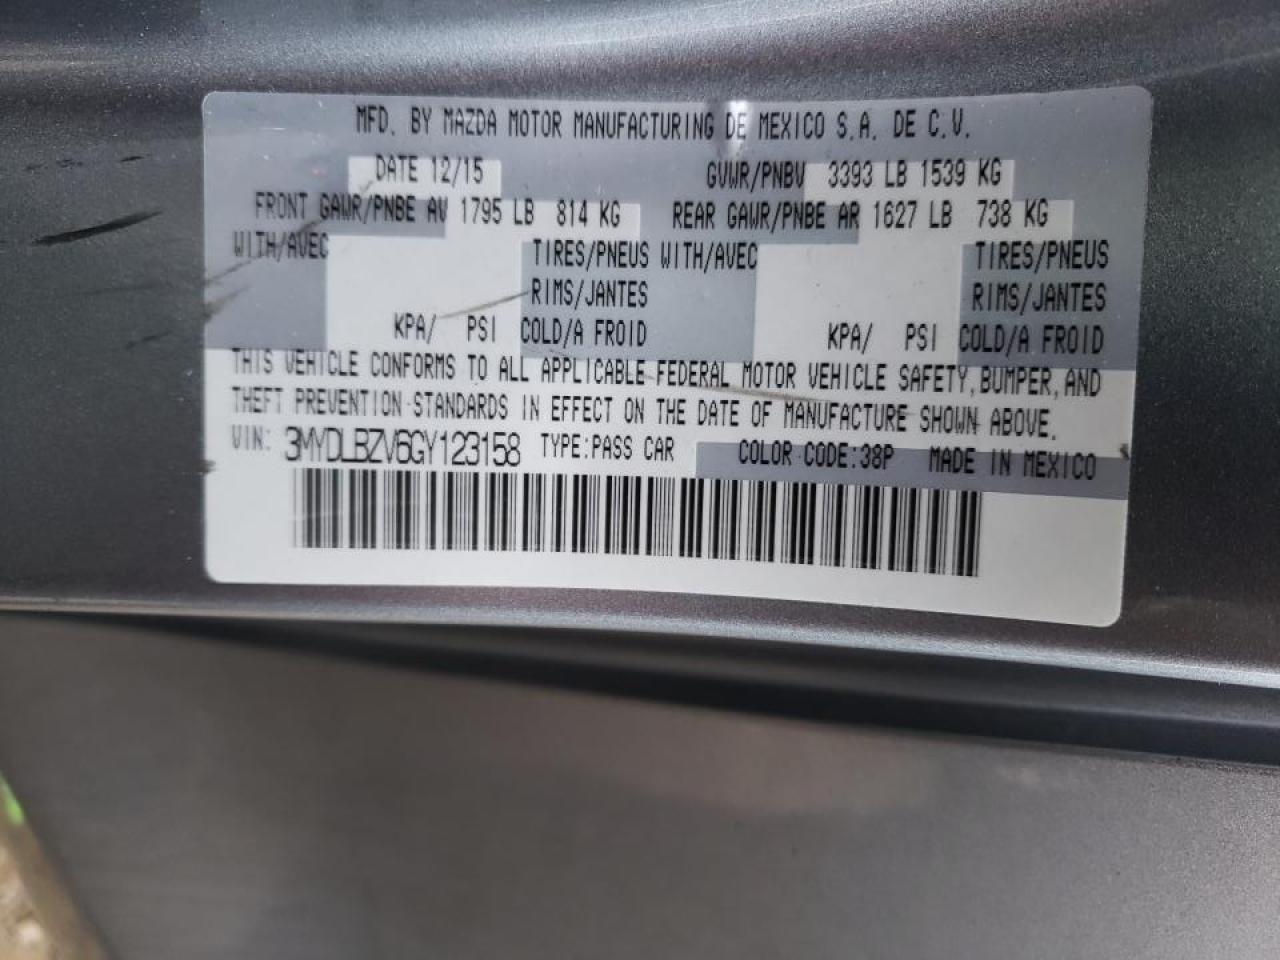 MFD. BY MAZDA MOTOR MANUFACTURING DE MEXICO S.A. DE C.V.
DATE 12/15 GVWR/PNBV 3393 LB 1539 KG
FRONT GAWR/PNBE AV 1795 LB 814 KG REAR GAWR/PNBE AR 1627 LB 738 KG
WITH/AVEC TIRES/PNEUS WITH/AVEC TIRES/PNEUS
RIMS/JANTES RIMS/JANTES
KPA/ PSI COLD/A FROID KPA/ PSI COLD/A FROID
THIS VEHICLE CONFORMS TO ALL APPLICABLE FEDERAL MOTOR VEHICLE SAFETY, BUMPER, AND
THEFT PREVENTION STANDARDS IN EFFECT ON THE DATE OF MANUFACTURE SHOWN ABOVE.
VIN: 3MYDLBZV6GY123158 TYPE:PASS CAR COLOR CODE:38P MADE IN MEXICO